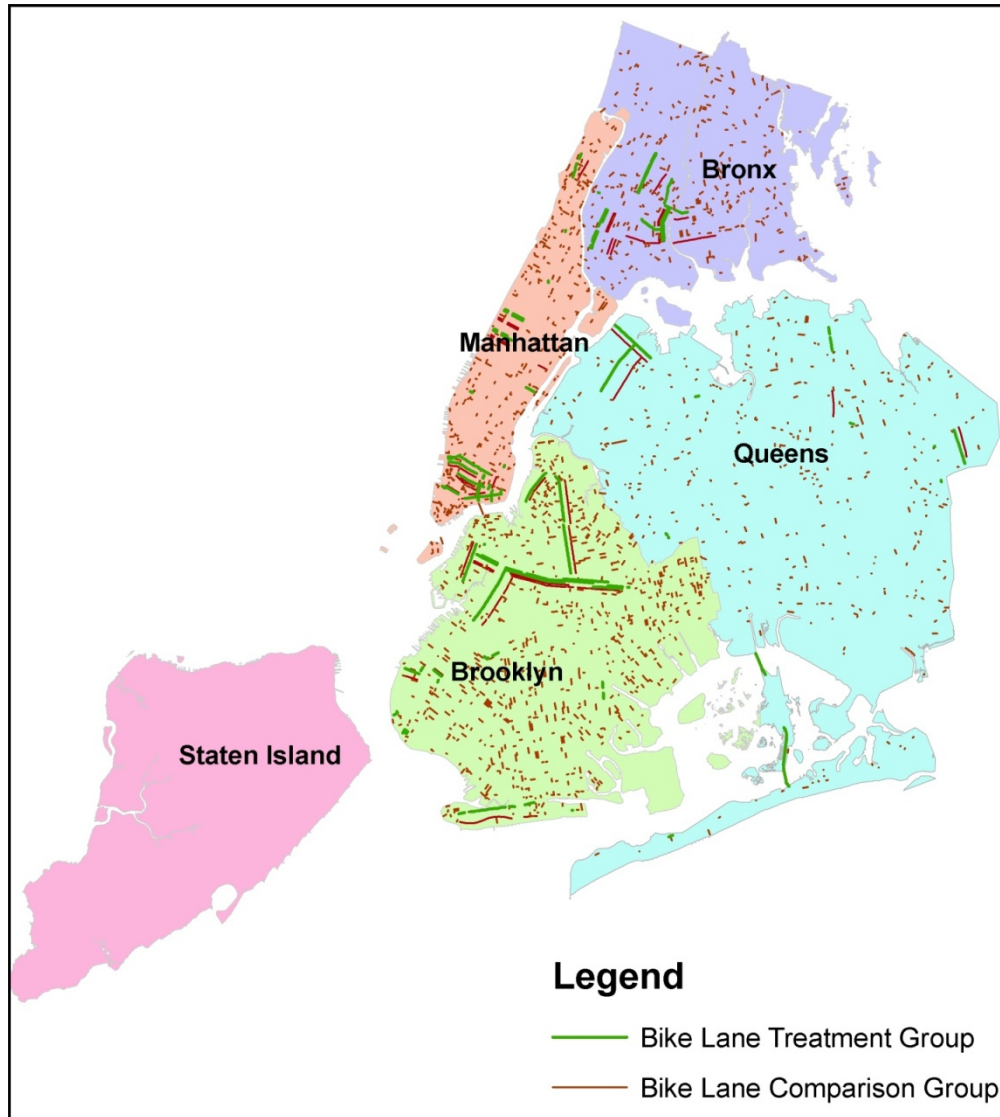 Bronx
Manhattan
Queens
Brooklyn
Staten Island
Legend
Bike Lane Treatment Group
Bike Lane Comparison Group